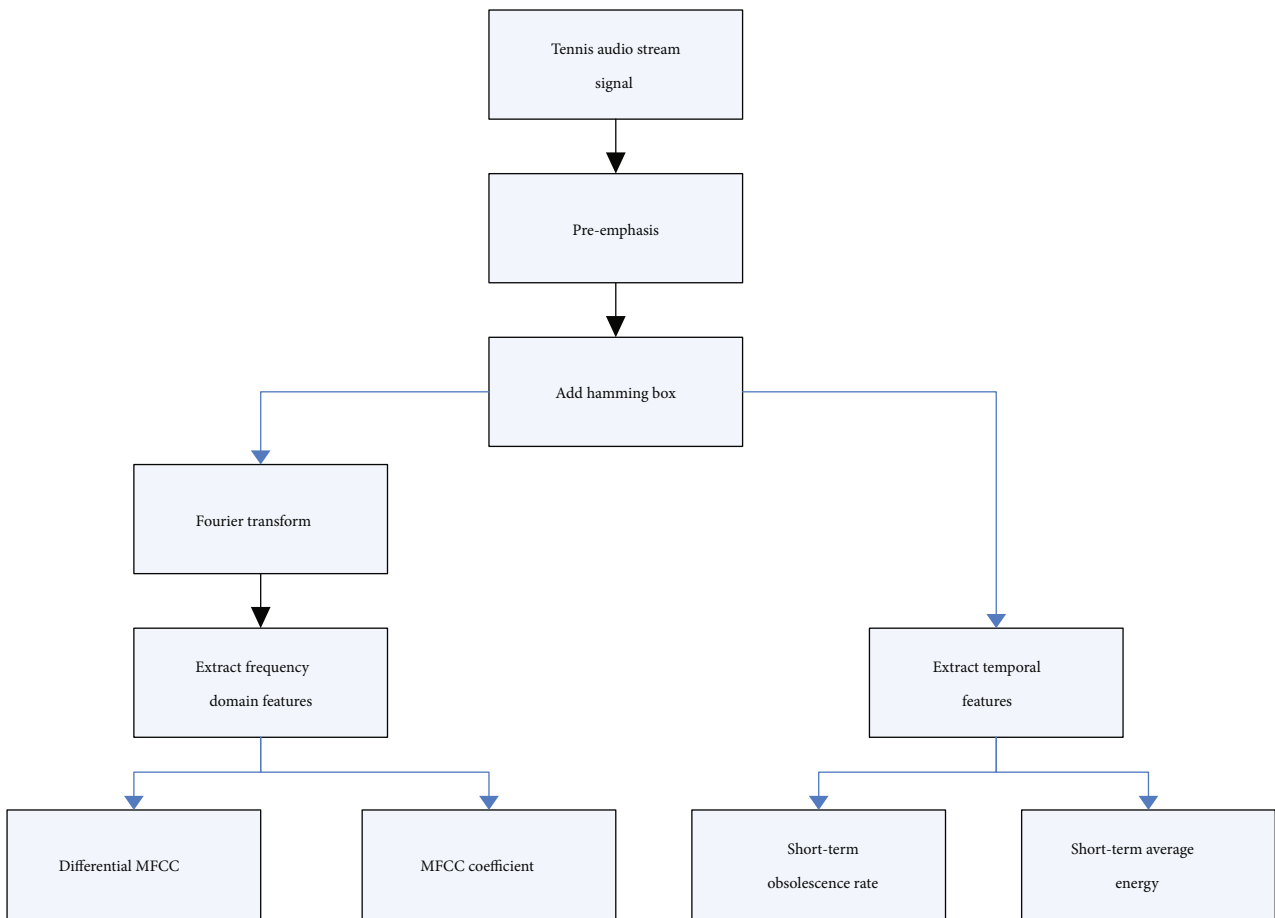 Tennis audio stream
signal
Pre-emphasis
Add hamming box
Fourier transform
Extract frequency
domain features
Extract temporal
features
Differential MFCC
MFCC coefficient
Short-term
obsolescence rate
Short-term average
energy